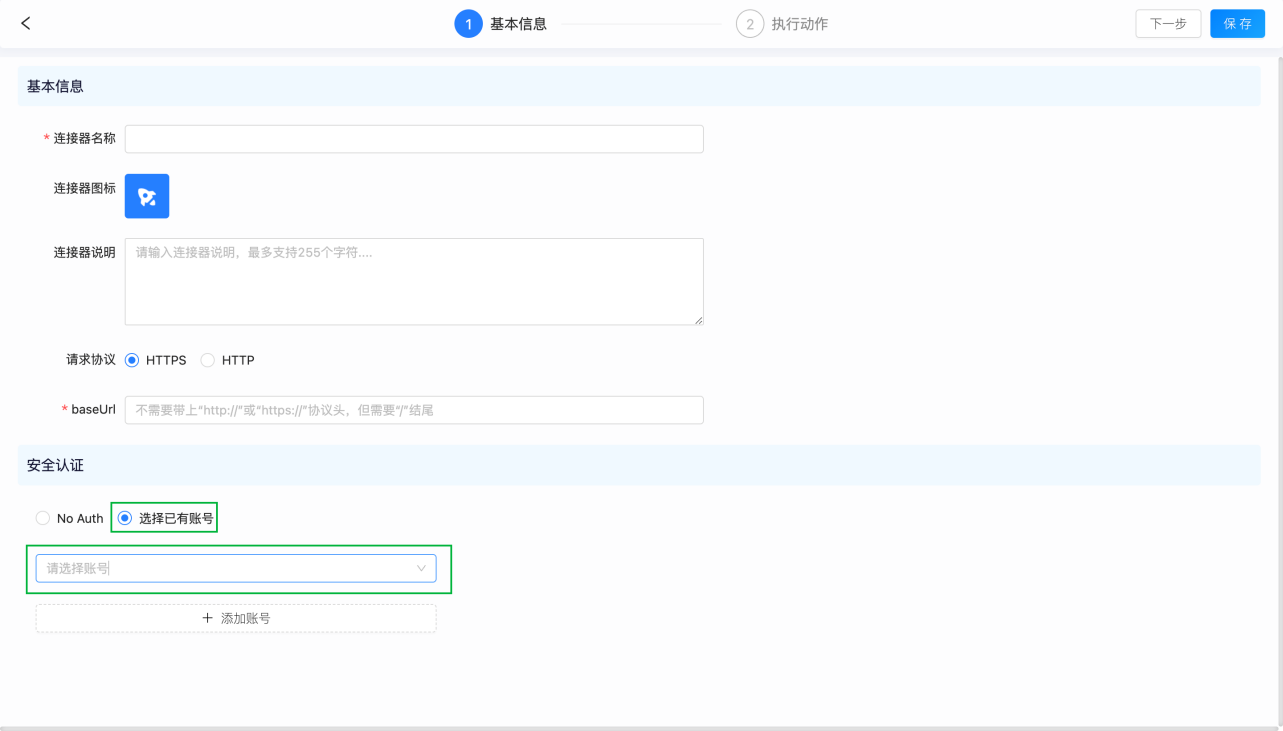 1 基本信息 2 执行动作 下一步 保 存
基本信息
* 连接器名称
连接器图标
连接器说明 请输入连接器说明，最多支持255个字符....
请求协议 HTTPS HTTP
* baseUrl 不需要带上“http://”或“https://”协议头，但需要“/”结尾
安全认证
No Auth 选择已有账号
请选择账号
+ 添加账号